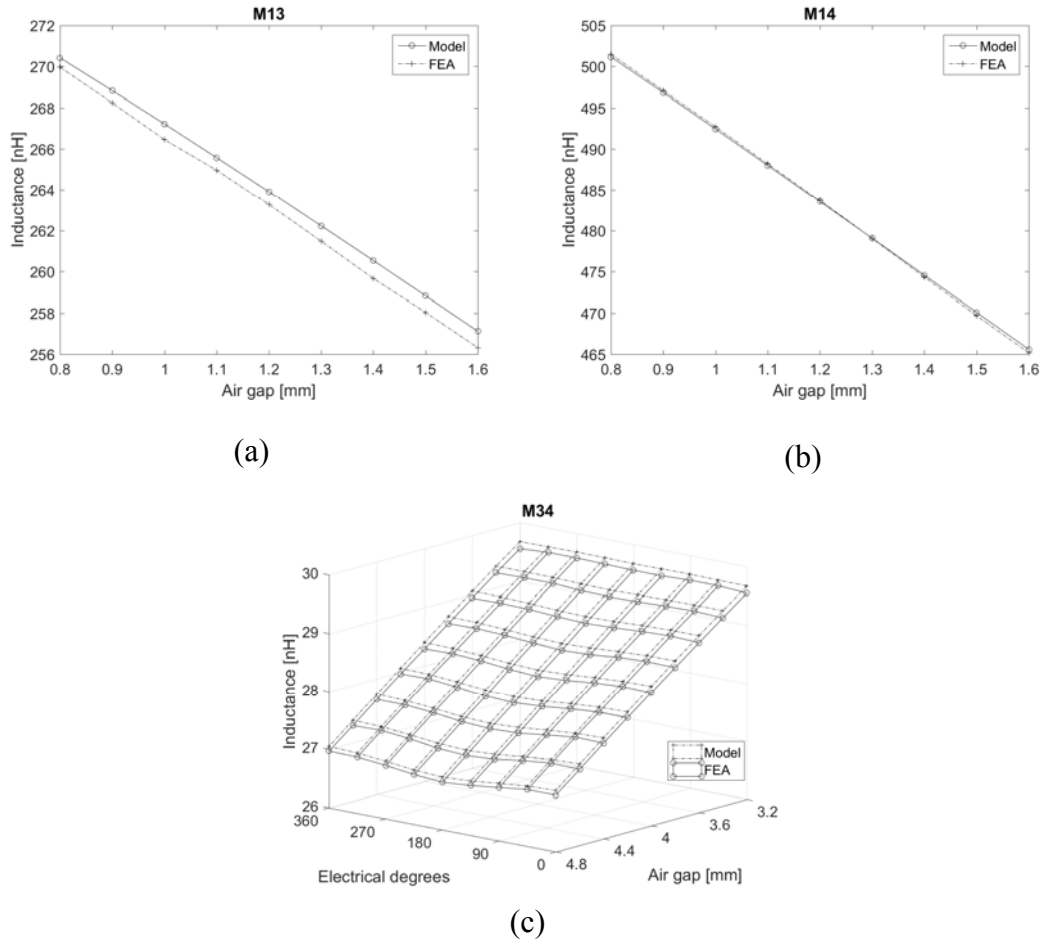 M13
272
270
268
266
264
262
260
258
256
Inductance [nH]
0.8 0.9 1 1.1 1.2 1.3 1.4 1.5 1.6
Air gap [mm]
Model
FEA
(a)
M14
505
500
495
490
485
480
475
470
465
Inductance [nH]
0.8 0.9 1 1.1 1.2 1.3 1.4 1.5 1.6
Air gap [mm]
Model
FEA
(b)
M34
30
29
28
27
26
Inductance [nH]
360 270 180 90 0
Electrical degrees
4.8 4.4 4 3.6 3.2
Air gap [mm]
Model
FEA
(c)